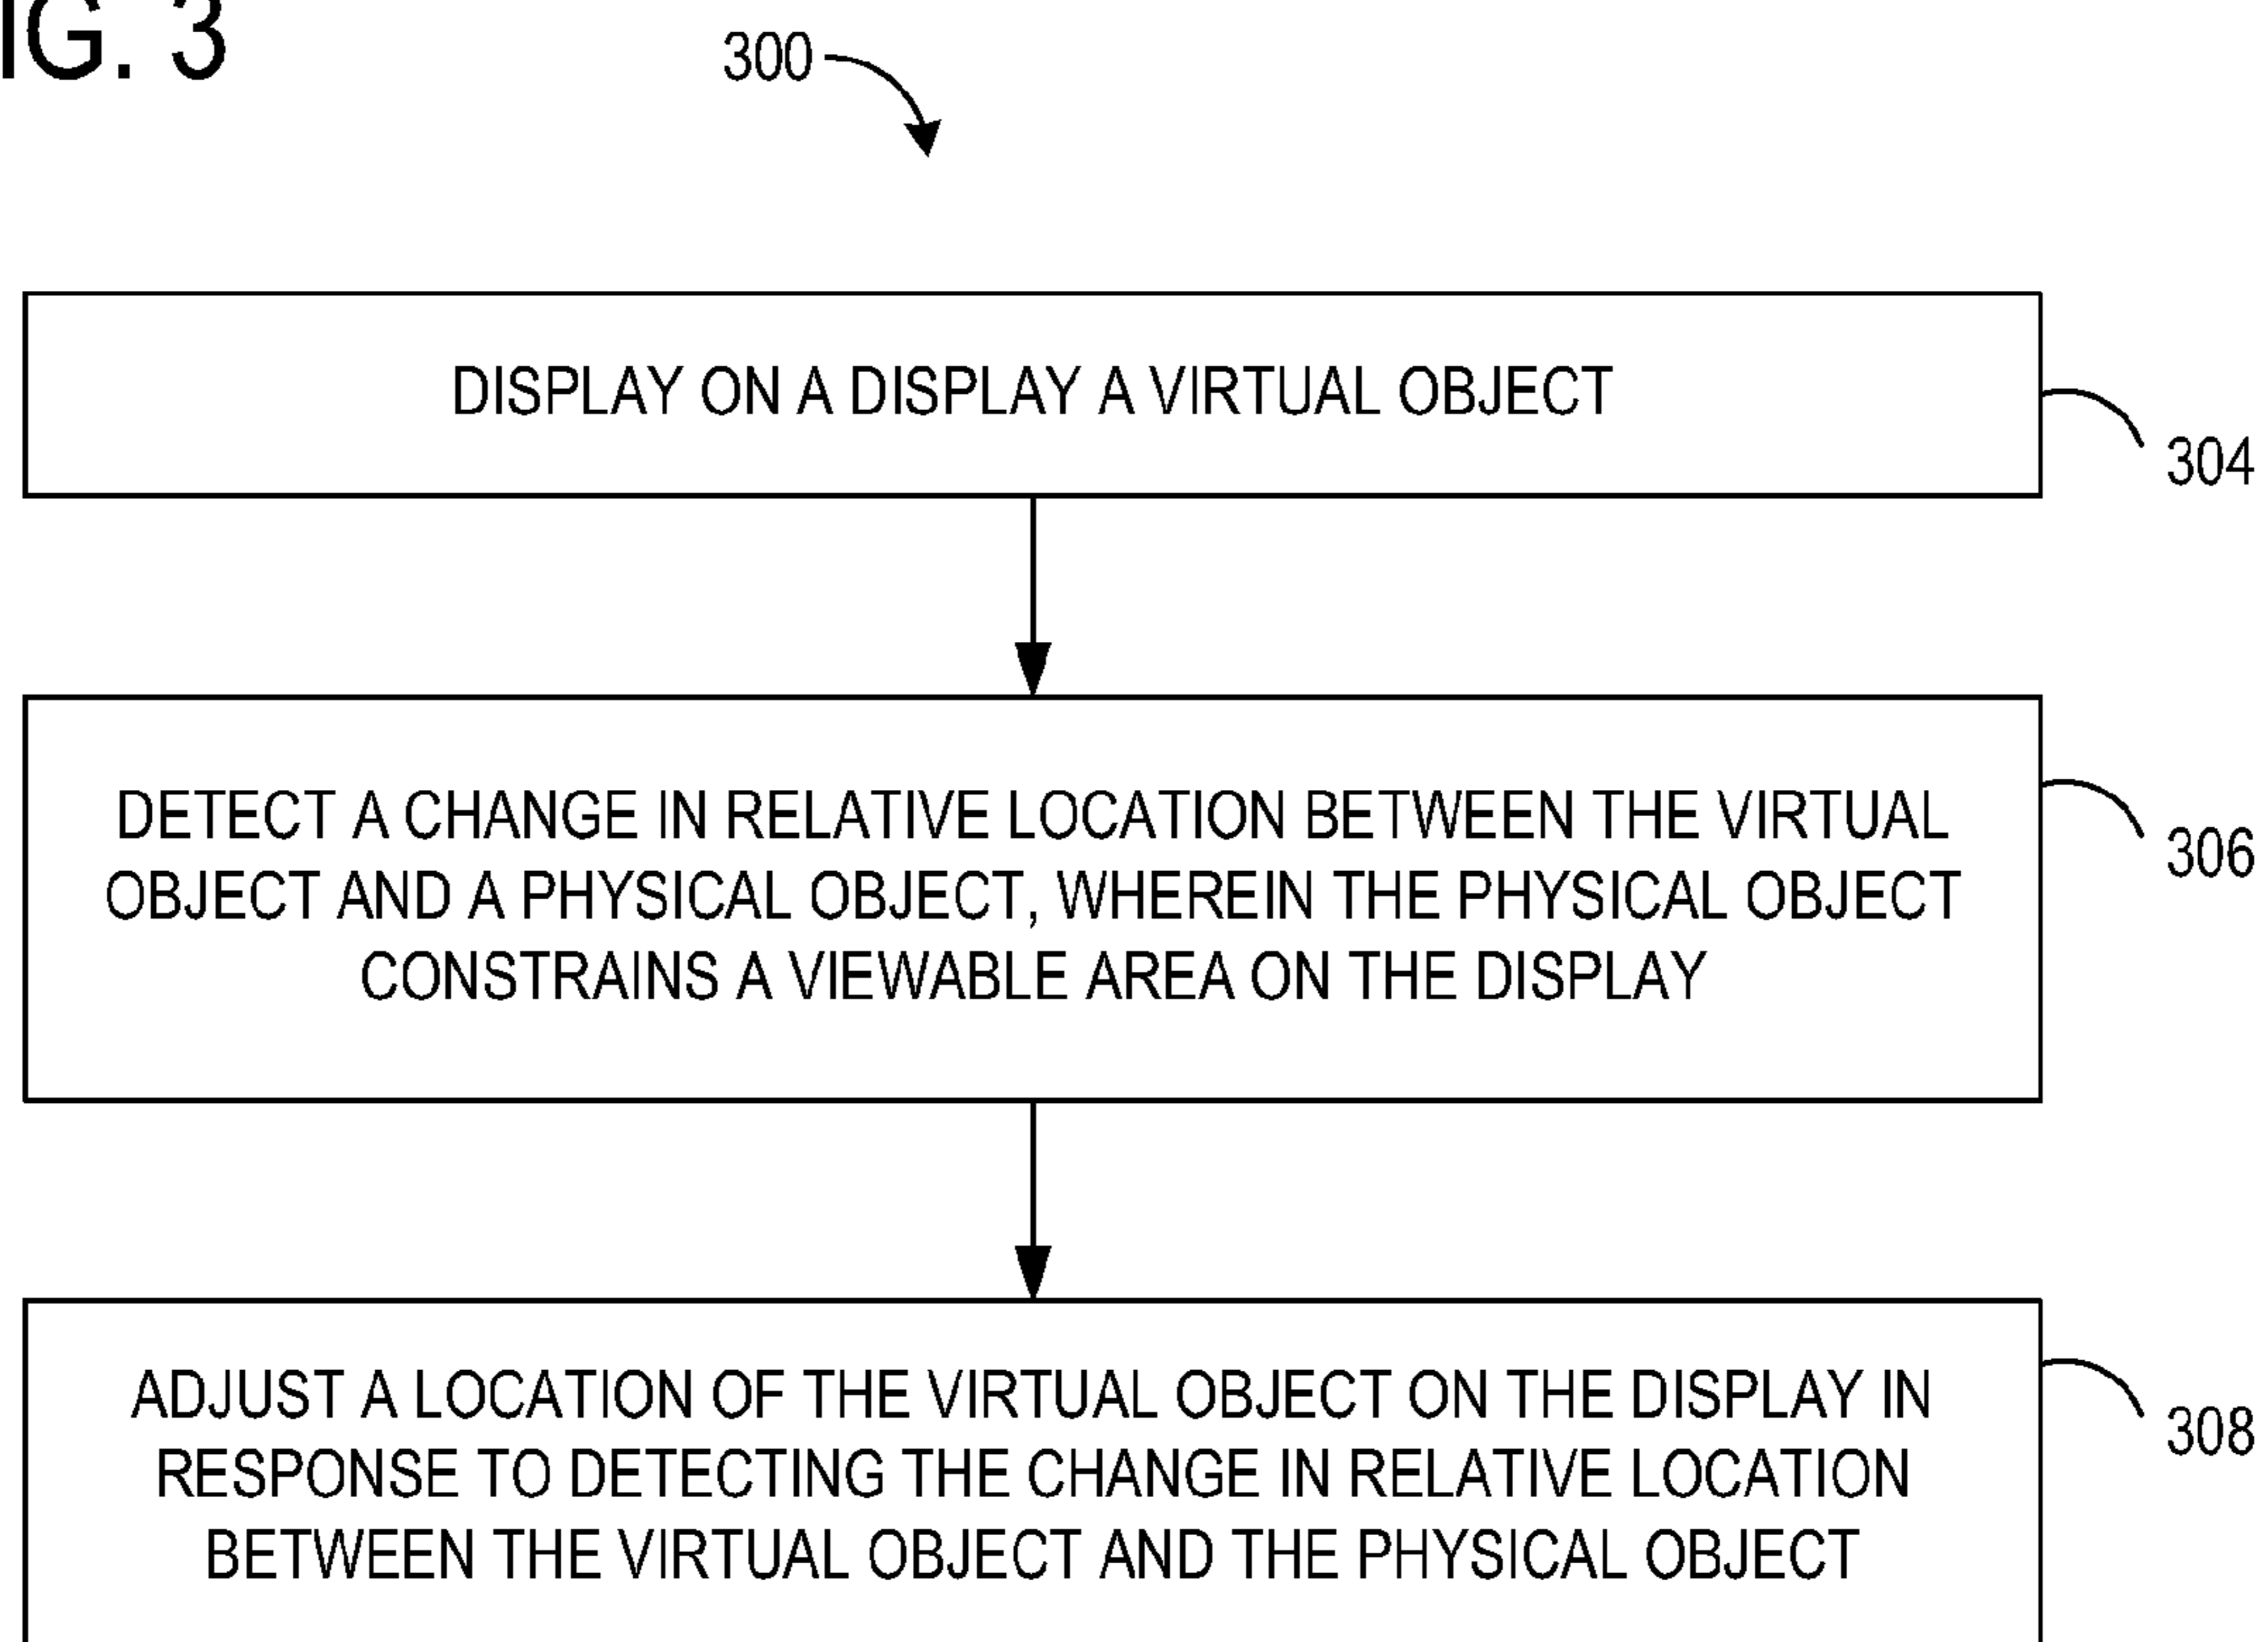 IG. 3
300
DISPLAY ON A DISPLAY A VIRTUAL OBJECT
304
DETECT A CHANGE IN RELATIVE LOCATION BETWEEN THE VIRTUAL
OBJECT AND A PHYSICAL OBJECT, WHEREIN THE PHYSICAL OBJECT
CONSTRAINS A VIEWABLE AREA ON THE DISPLAY
306
ADJUST A LOCATION OF THE VIRTUAL OBJECT ON THE DISPLAY IN
RESPONSE TO DETECTING THE CHANGE IN RELATIVE LOCATION
BETWEEN THE VIRTUAL OBJECT AND THE PHYSICAL OBJECT
308